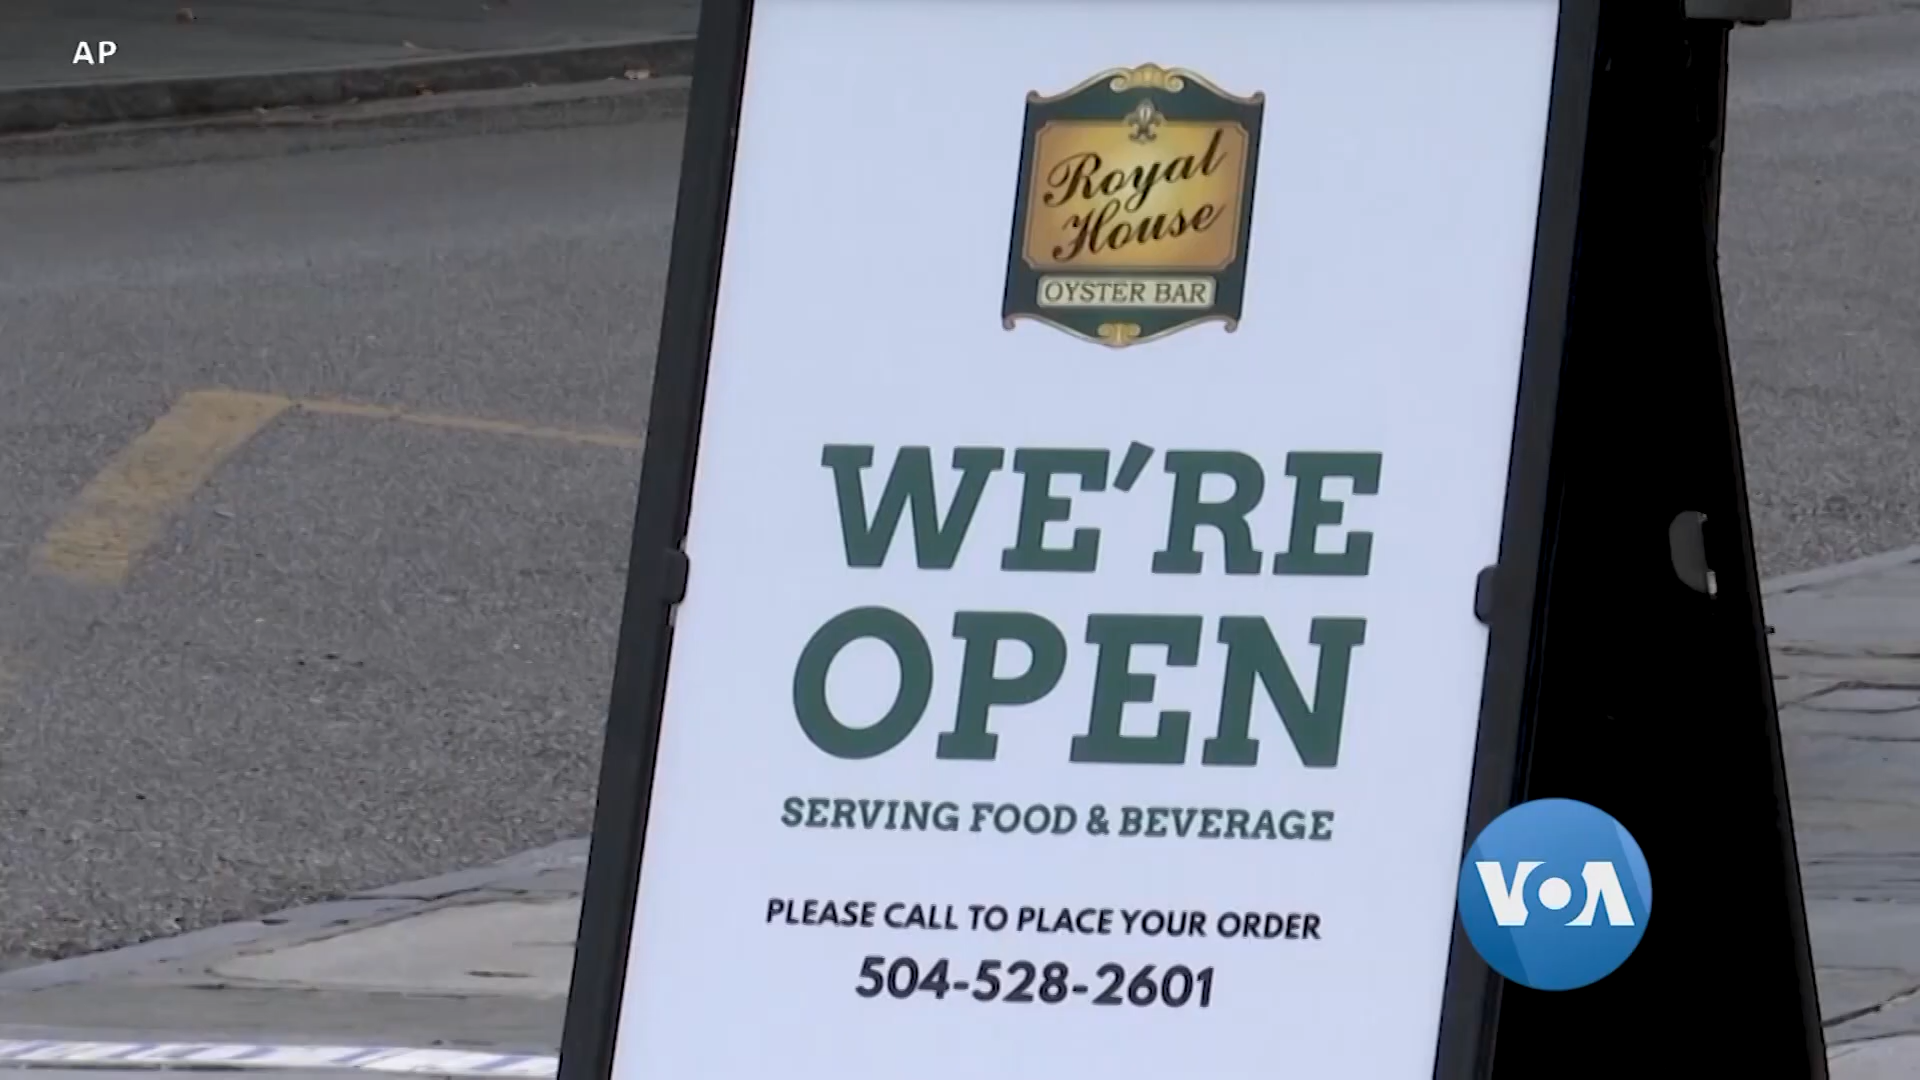 AP
Royal
House
OYSTER BAR
WE'RE
OPEN
SERVING FOOD & BEVERAGE
PLEASE CALL TO PLACE YOUR ORDER
504-528-2601
VOA